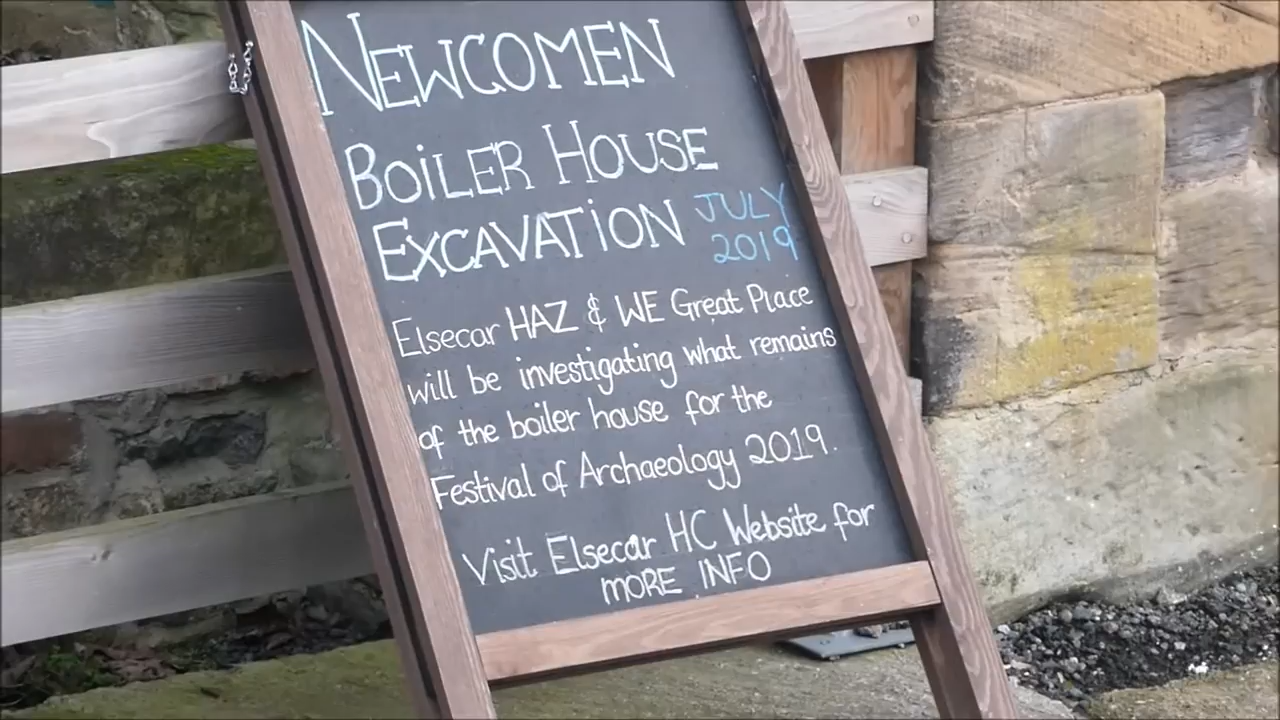 NEWCOMEN
BOiLER HOUSE
EXCAVATiON JULY
2019
Elsecar HAZ & WE Great Place
will be investigating what remains
of the boiler house for the
Festival of Archaeology 2019.
Visit Elsecar HC Website for
MORE INFO